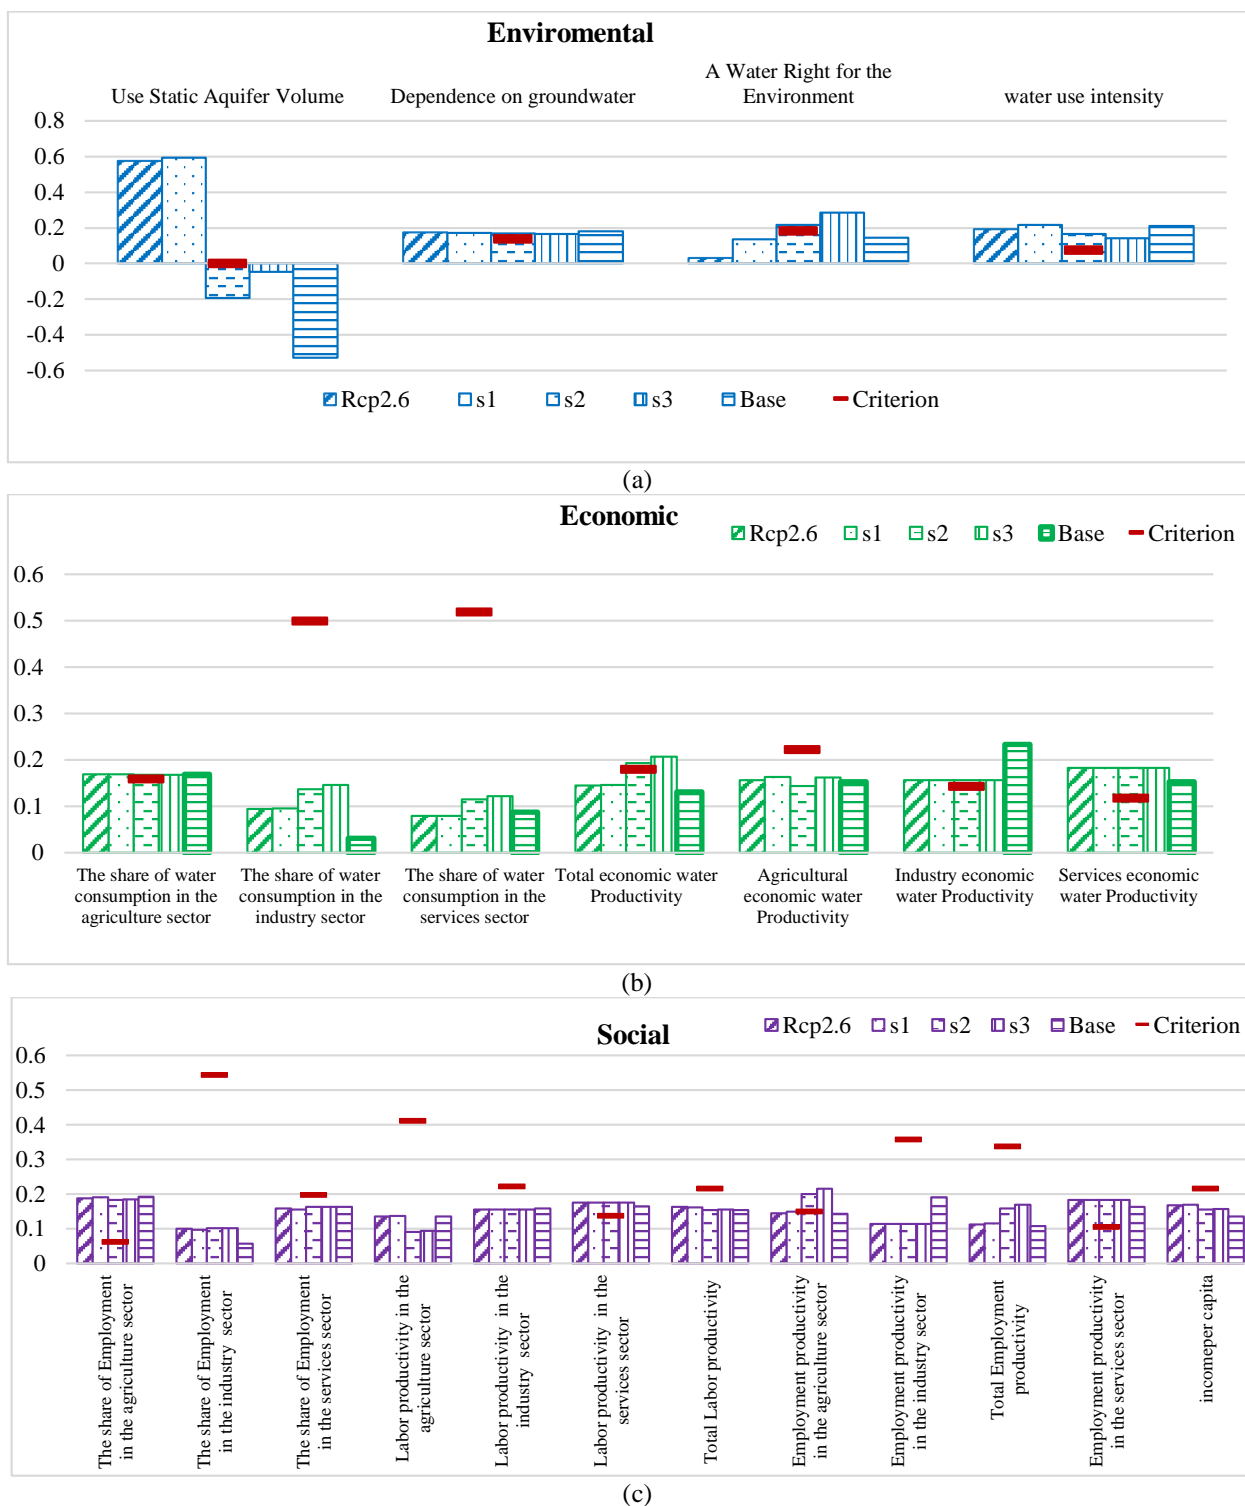 Enviromental
Use Static Aquifer Volume
Dependence on groundwater
A Water Right for the
Environment
water use intensity
0.8
0.6
0.4
0.2
0
-0.2
-0.4
-0.6
Rcp2.6 s1 s2 s3 Base Criterion
(a)
Economic
Rcp2.6 s1 s2 s3 Base Criterion
0.6
0.5
0.4
0.3
0.2
0.1
0
The share of water
consumption in the
agriculture sector
The share of water
consumption in the
industry sector
The share of water
consumption in the
services sector
Total economic water
Productivity
Agricultural
economic water
Productivity
Industry economic
water Productivity
Services economic
water Productivity
(b)
Rcp2.6 s1 s2 s3 Base Criterion
Social
0.6
0.5
0.4
0.3
0.2
0.1
0
The share of Employment
in the agriculture sector
The share of Employment
in the industry sector
The share of Employment
in the services sector
Labor productivity in the
agriculture sector
Labor productivity in the
industry sector
Labor productivity in the
services sector
Total Labor productivity
Employment productivity
in the agriculture sector
Employment productivity
in the industry sector
Total Employment
productivity
Employment productivity
in the services sector
incomeper capita
(c)